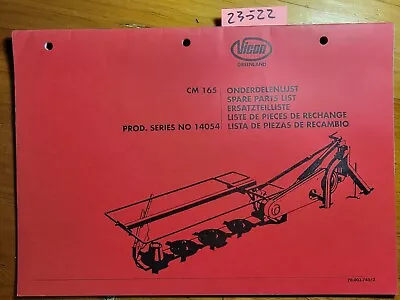 23522
Vicon
GREENLAND
CM 165
ONDERDELENLIJST
SPARE PARTS LIST
ERSATZTEILLISTE
LISTE DE PIECES DE RECHANGE
PROD. SERIES NO 14054
LISTA DE PIEZAS DE RECAMBIO